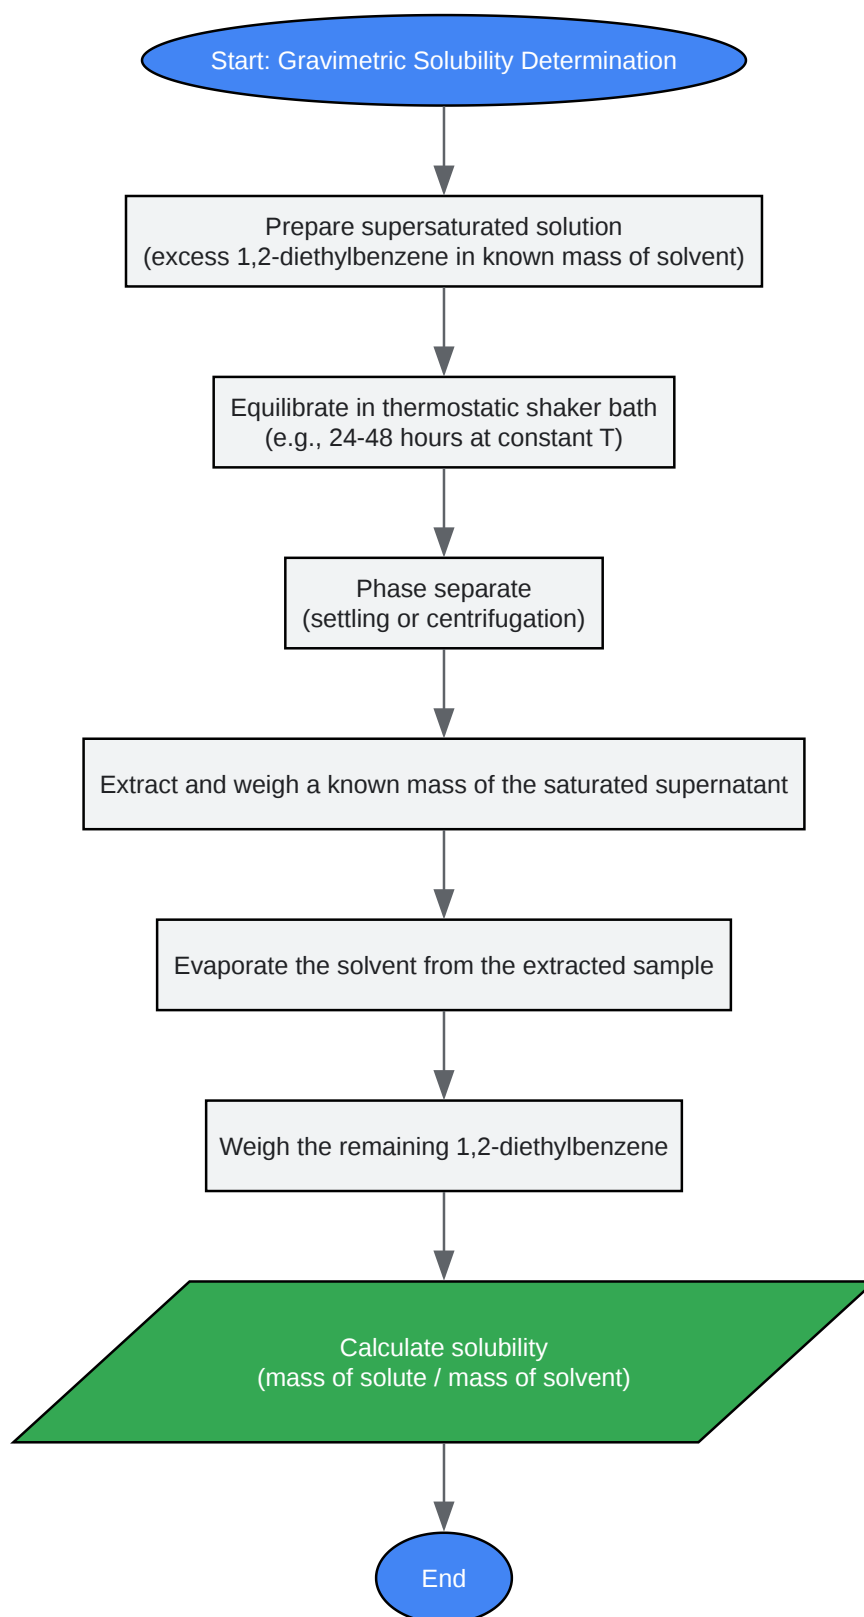 Start: Gravimetric Solubility Determination
Prepare supersaturated solution
(excess 1,2-diethylbenzene in known mass of solvent)
Equilibrate in thermostatic shaker bath
(e.g., 24-48 hours at constant T)
Phase separate
(settling or centrifugation)
Extract and weigh a known mass of the saturated supernatant
Evaporate the solvent from the extracted sample
Weigh the remaining 1,2-diethylbenzene
Calculate solubility
(mass of solute / mass of solvent)
End